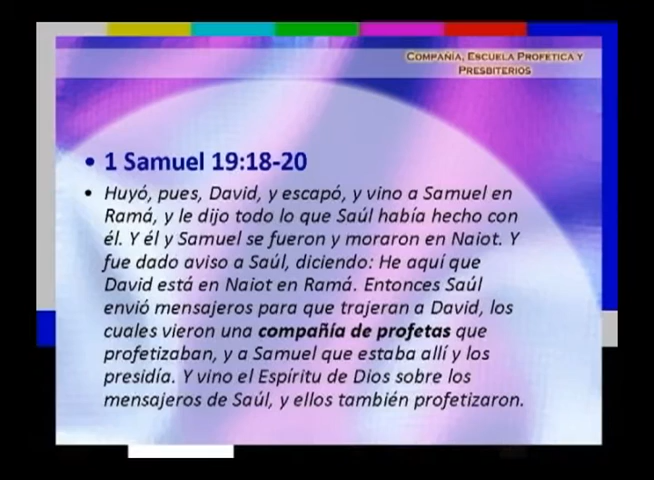 COMPAÑÍA, ESCUELA PROFETICA Y
PRESBITERIOS
• 1 Samuel 19:18-20
• Huyó, pues, David, y escapó, y vino a Samuel en
Ramá, y le dijo todo lo que Saúl había hecho con
él. Y él y Samuel se fueron y moraron en Naiot. Y
fue dado aviso a Saúl, diciendo: He aquí que
David está en Naiot en Ramá. Entonces Saúl
envió mensajeros para que trajeran a David, los
cuales vieron una compañía de profetas que
profetizaban, y a Samuel que estaba allí y los
presidía. Y vino el Espíritu de Dios sobre los
mensajeros de Saúl, y ellos también profetizaron.